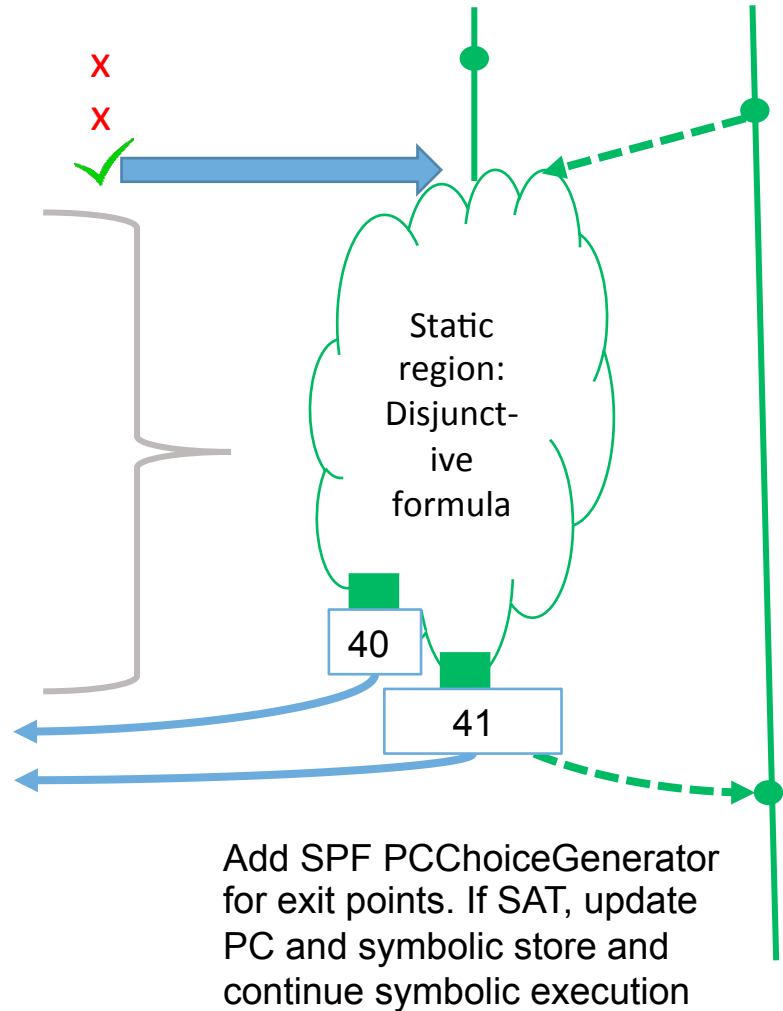 x
x
Static
region:
Disjunct-
ive
formula
40
41
Add SPF PCChoiceGenerator
for exit points. If SAT, update
PC and symbolic store and
continue symbolic execution